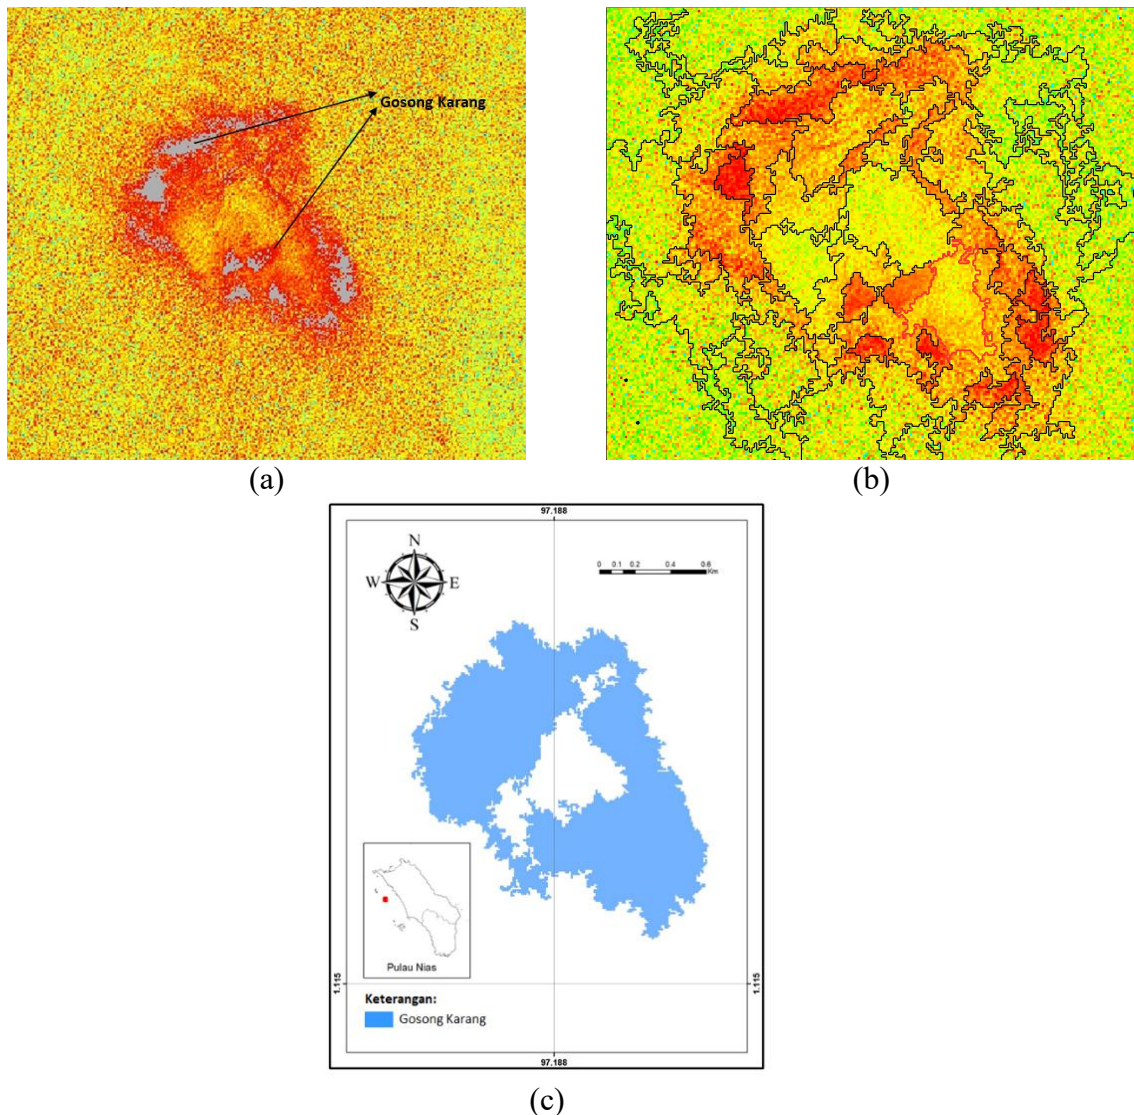 Gosong Karang
(a)
(b)
97.188
N
W
E
S
0 0.1 0.2 0.4 0.6
Km
Pulau Nias
1.115
1.115
Keterangan:
Gosong Karang
97.188
(c)